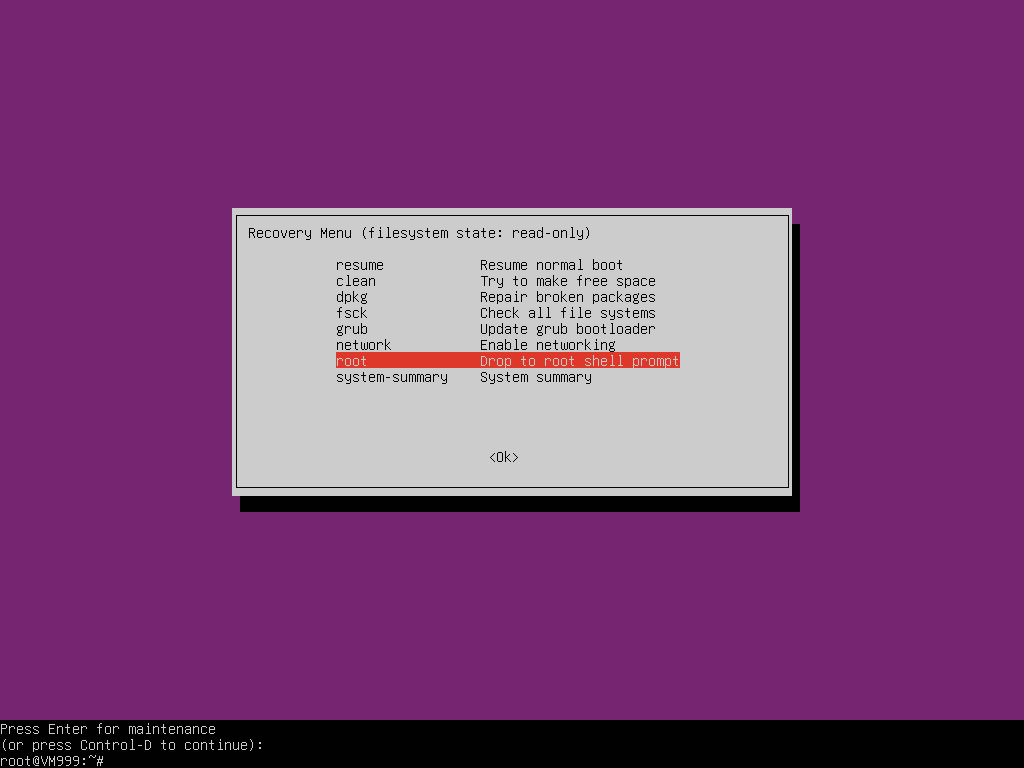 Recovery Menu (filesystem state: read-only)
resume Resume normal boot
clean Try to make free space
dpkg Repair broken packages
fsck Check all file systems
grub Update grub bootloader
network Enable networking
root Drop to root shell prompt
system-summary System summary
<Ok>
Press Enter for maintenance
(or press Control-D to continue):
root@VM999:~#